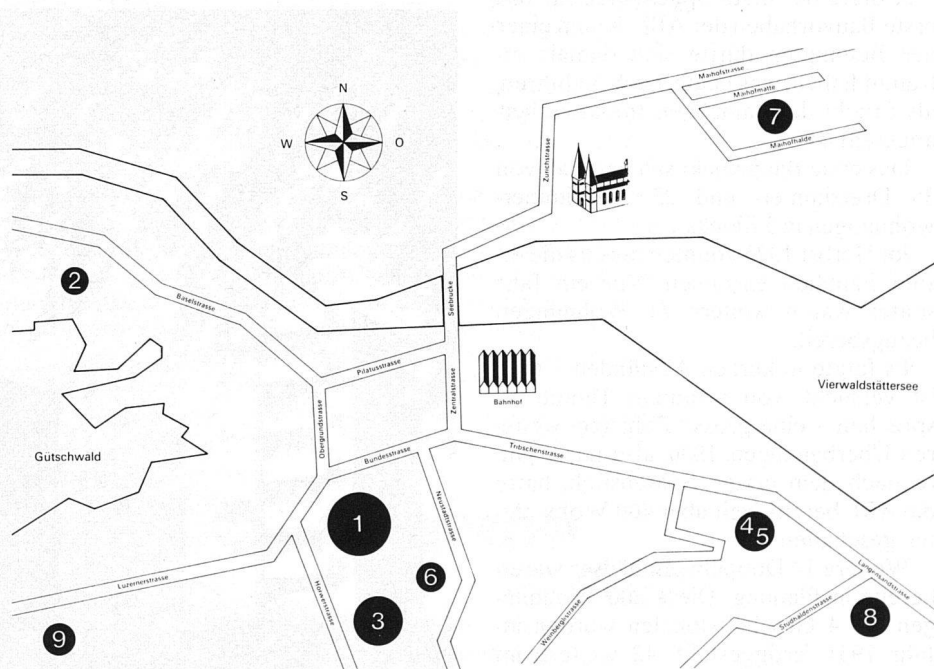 N
W
O
S
Maihofstrasse
Maihofmatte
7
Maihofhalde
Zürichstrasse
2
Baselstrasse
Seebrücke
Pilatusstrasse
Zentralstrasse
Bahnhof
Vierwaldstättersee
Obergrundstrasse
Gütschwald
Bundesstrasse
Tribschenstrasse
Neustadtstrasse
1
4
5
6
Luzernerstrasse
Horwerstrasse
3
Weinberglistrasse
Langensandstrasse
Studhaldenstrasse
8
9